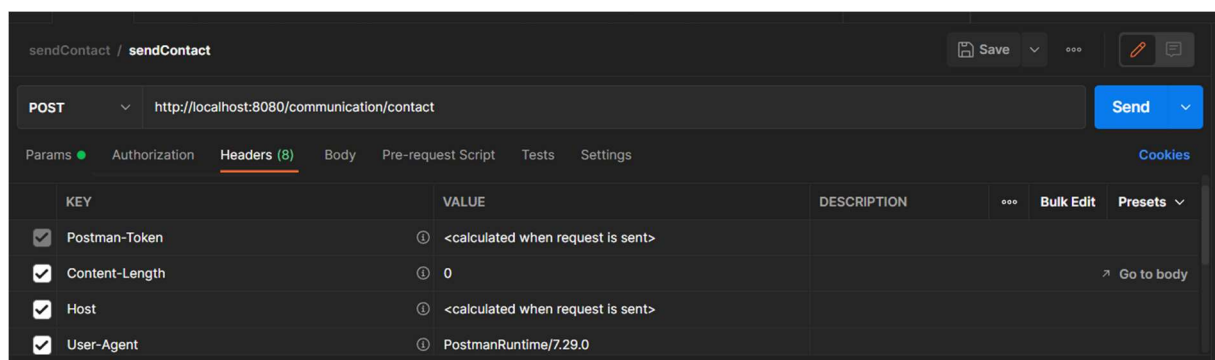 sendContact / sendContact Save ooo
POST http://localhost:8080/communication/contact Send
Params Authorization Headers (8) Body Pre-request Script Tests Settings Cookies
KEY VALUE DESCRIPTION ooo Bulk Edit Presets
Postman-Token <calculated when request is sent>
Content-Length 0 Go to body
Host <calculated when request is sent>
User-Agent PostmanRuntime/7.29.0